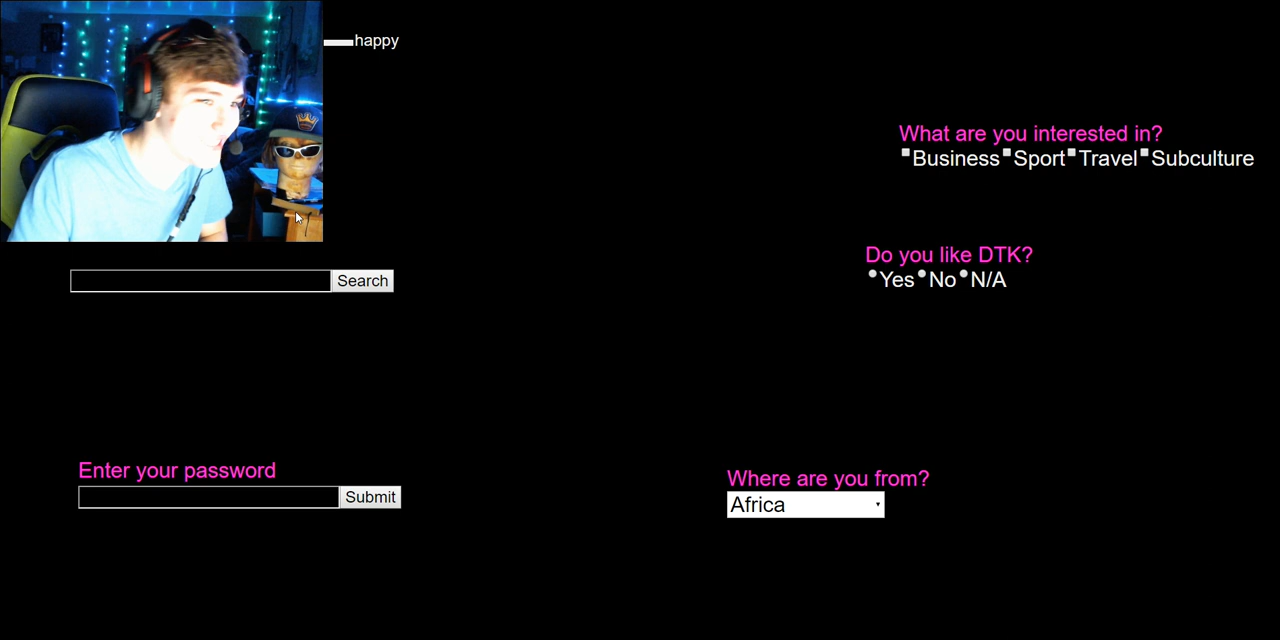 happy
What are you interested in?
Business Sport Travel Subculture
Do you like DTK?
Yes No N/A
Search
Enter your password
Submit
Where are you from?
Africa